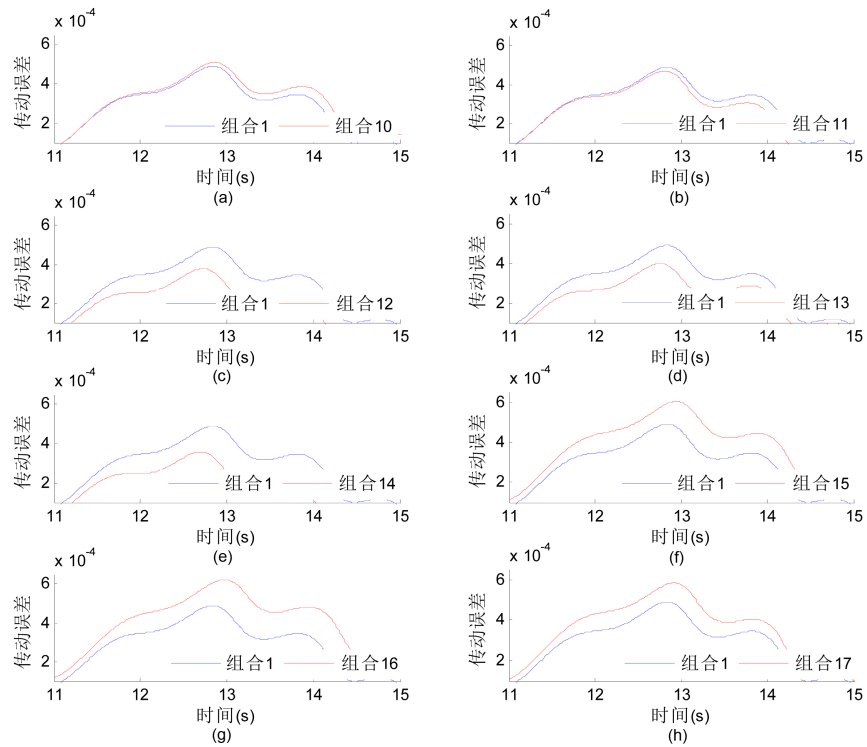 x 10-4
6
4
2
传动误差
组合1
组合10
11
12
13
14
15
时间(s)
(a)
x 10-4
6
4
2
传动误差
组合1
组合11
11
12
13
14
15
时间(s)
(b)
x 10-4
6
4
2
传动误差
组合1
组合12
11
12
13
14
15
时间(s)
(c)
x 10-4
6
4
2
传动误差
组合1
组合13
11
12
13
14
15
时间(s)
(d)
x 10-4
6
4
2
传动误差
组合1
组合14
11
12
13
14
15
时间(s)
(e)
x 10-4
6
4
2
传动误差
组合1
组合15
11
12
13
14
15
时间(s)
(f)
x 10-4
6
4
2
传动误差
组合1
组合16
11
12
13
14
15
时间(s)
(g)
x 10-4
6
4
2
传动误差
组合1
组合17
11
12
13
14
15
时间(s)
(h)